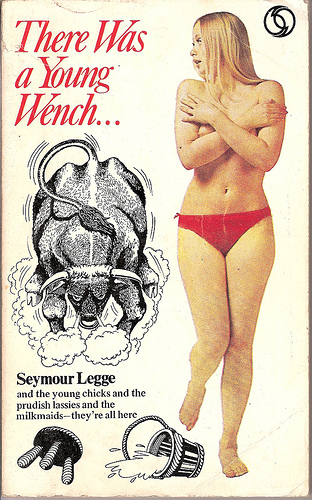 There Was
a Young
Wench...
Seymour Legge
and the young chicks and the
prudish lassies and the
milkmaids—they're all here